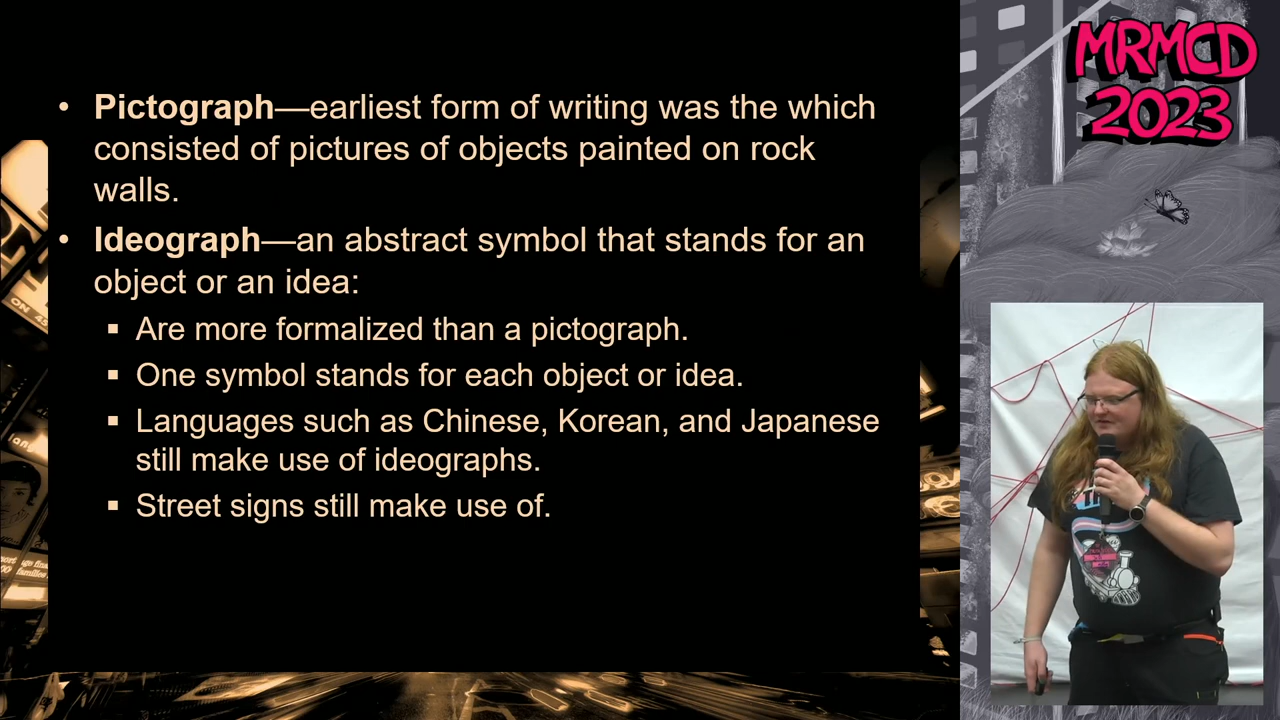 • Pictograph—earliest form of writing was the which
consisted of pictures of objects painted on rock
walls.
• Ideograph—an abstract symbol that stands for an
object or an idea:
▪ Are more formalized than a pictograph.
▪ One symbol stands for each object or idea.
▪ Languages such as Chinese, Korean, and Japanese
still make use of ideographs.
▪ Street signs still make use of.
MRMCD
2023